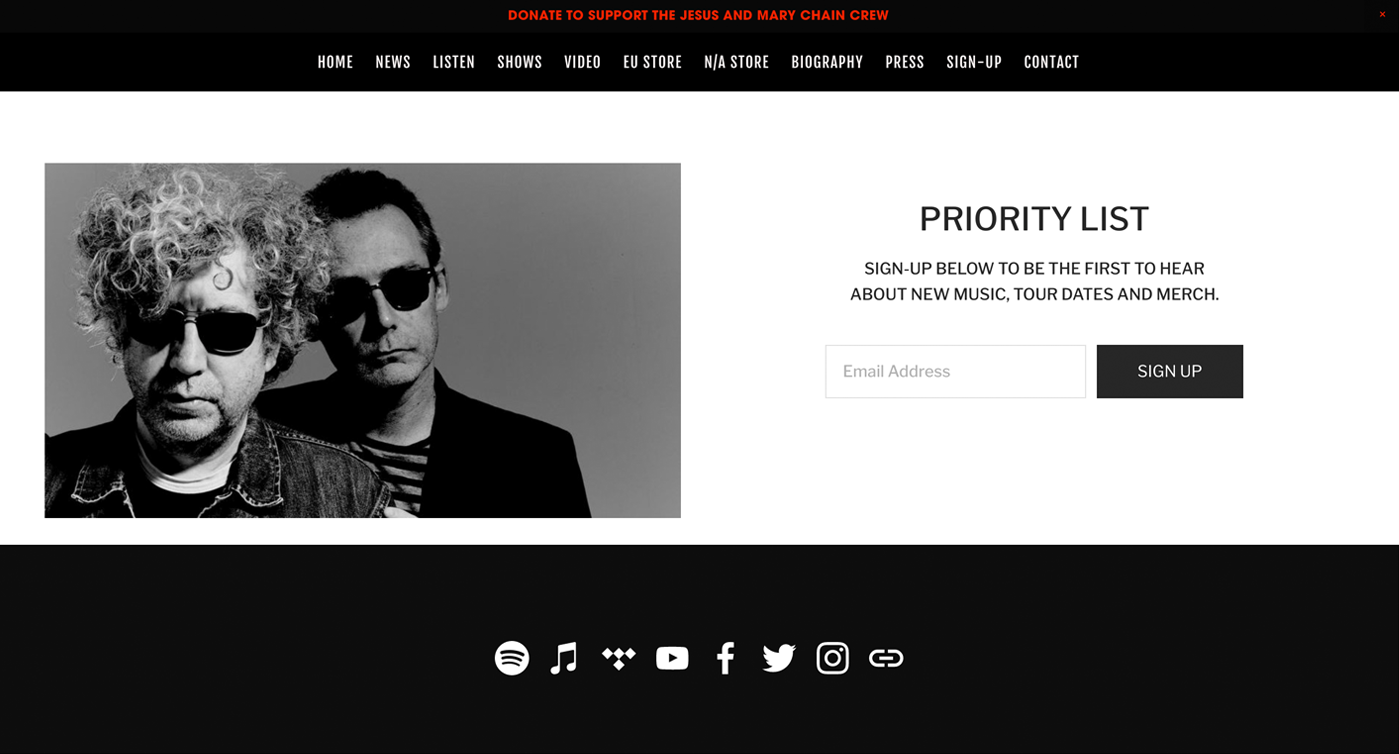 DONATE TO SUPPORT THE JESUS AND MARY CHAIN CREW
×
HOME NEWS LISTEN SHOWS VIDEO EU STORE N/A STORE BIOGRAPHY PRESS SIGN-UP CONTACT
PRIORITY LIST
SIGN-UP BELOW TO BE THE FIRST TO HEAR
ABOUT NEW MUSIC, TOUR DATES AND MERCH.
Email Address SIGN UP